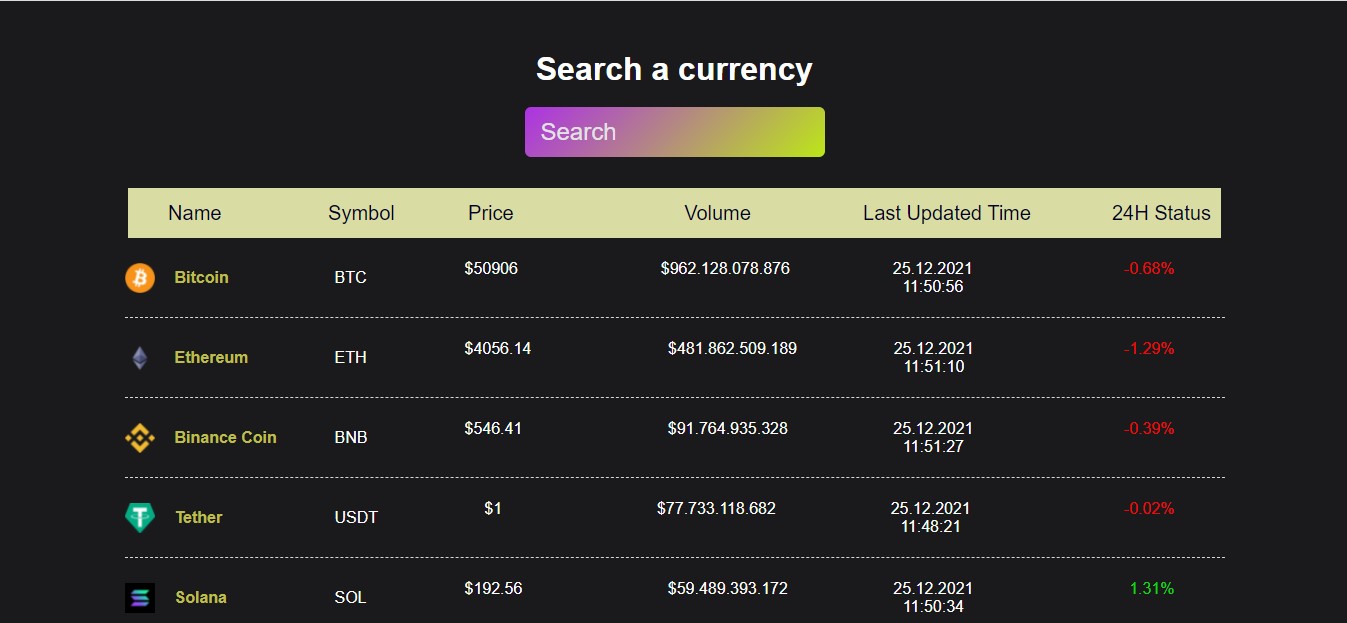 Search a currency
Search
Name Symbol Price Volume Last Updated Time 24H Status
Bitcoin BTC $50906 $962.128.078.876 25.12.2021 -0.68%
11:50:56
Ethereum ETH $4056.14 $481.862.509.189 25.12.2021 -1.29%
11:51:10
Binance Coin BNB $546.41 $91.764.935.328 25.12.2021 -0.39%
11:51:27
Tether USDT $1 $77.733.118.682 25.12.2021 -0.02%
11:48:21
Solana SOL $192.56 $59.489.393.172 25.12.2021 1.31%
11:50:34